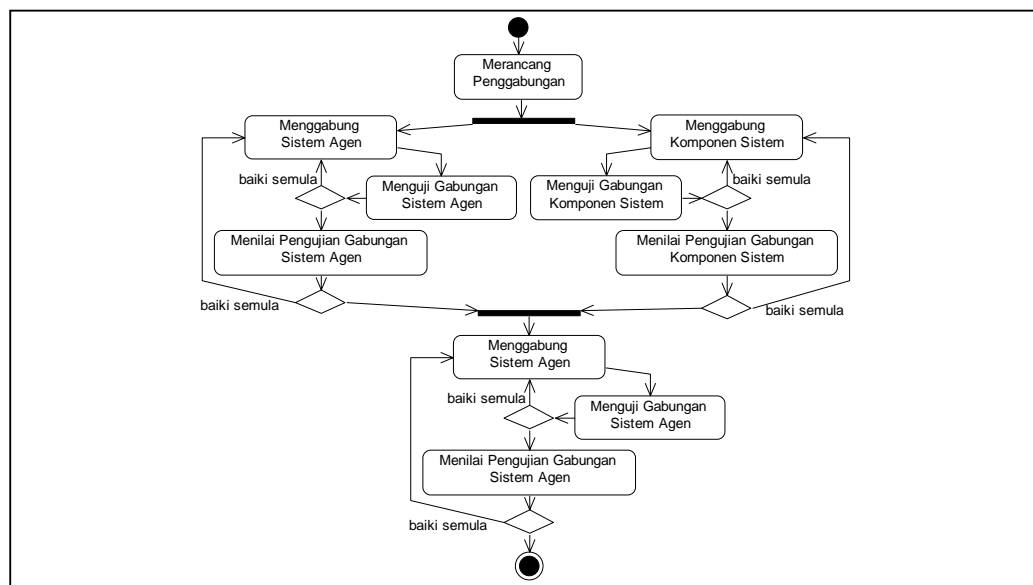 Merancang
Penggabungan
Menggabung
Sistem Agen
Menggabung
Komponen Sistem
baiki semula
baiki semula
Menguji Gabungan
Sistem Agen
Menguji Gabungan
Komponen Sistem
Menilai Pengujian Gabungan
Sistem Agen
Menilai Pengujian Gabungan
Komponen Sistem
baiki semula
baiki semula
Menggabung
Sistem Agen
baiki semula
Menguji Gabungan
Sistem Agen
Menilai Pengujian Gabungan
Sistem Agen
baiki semula